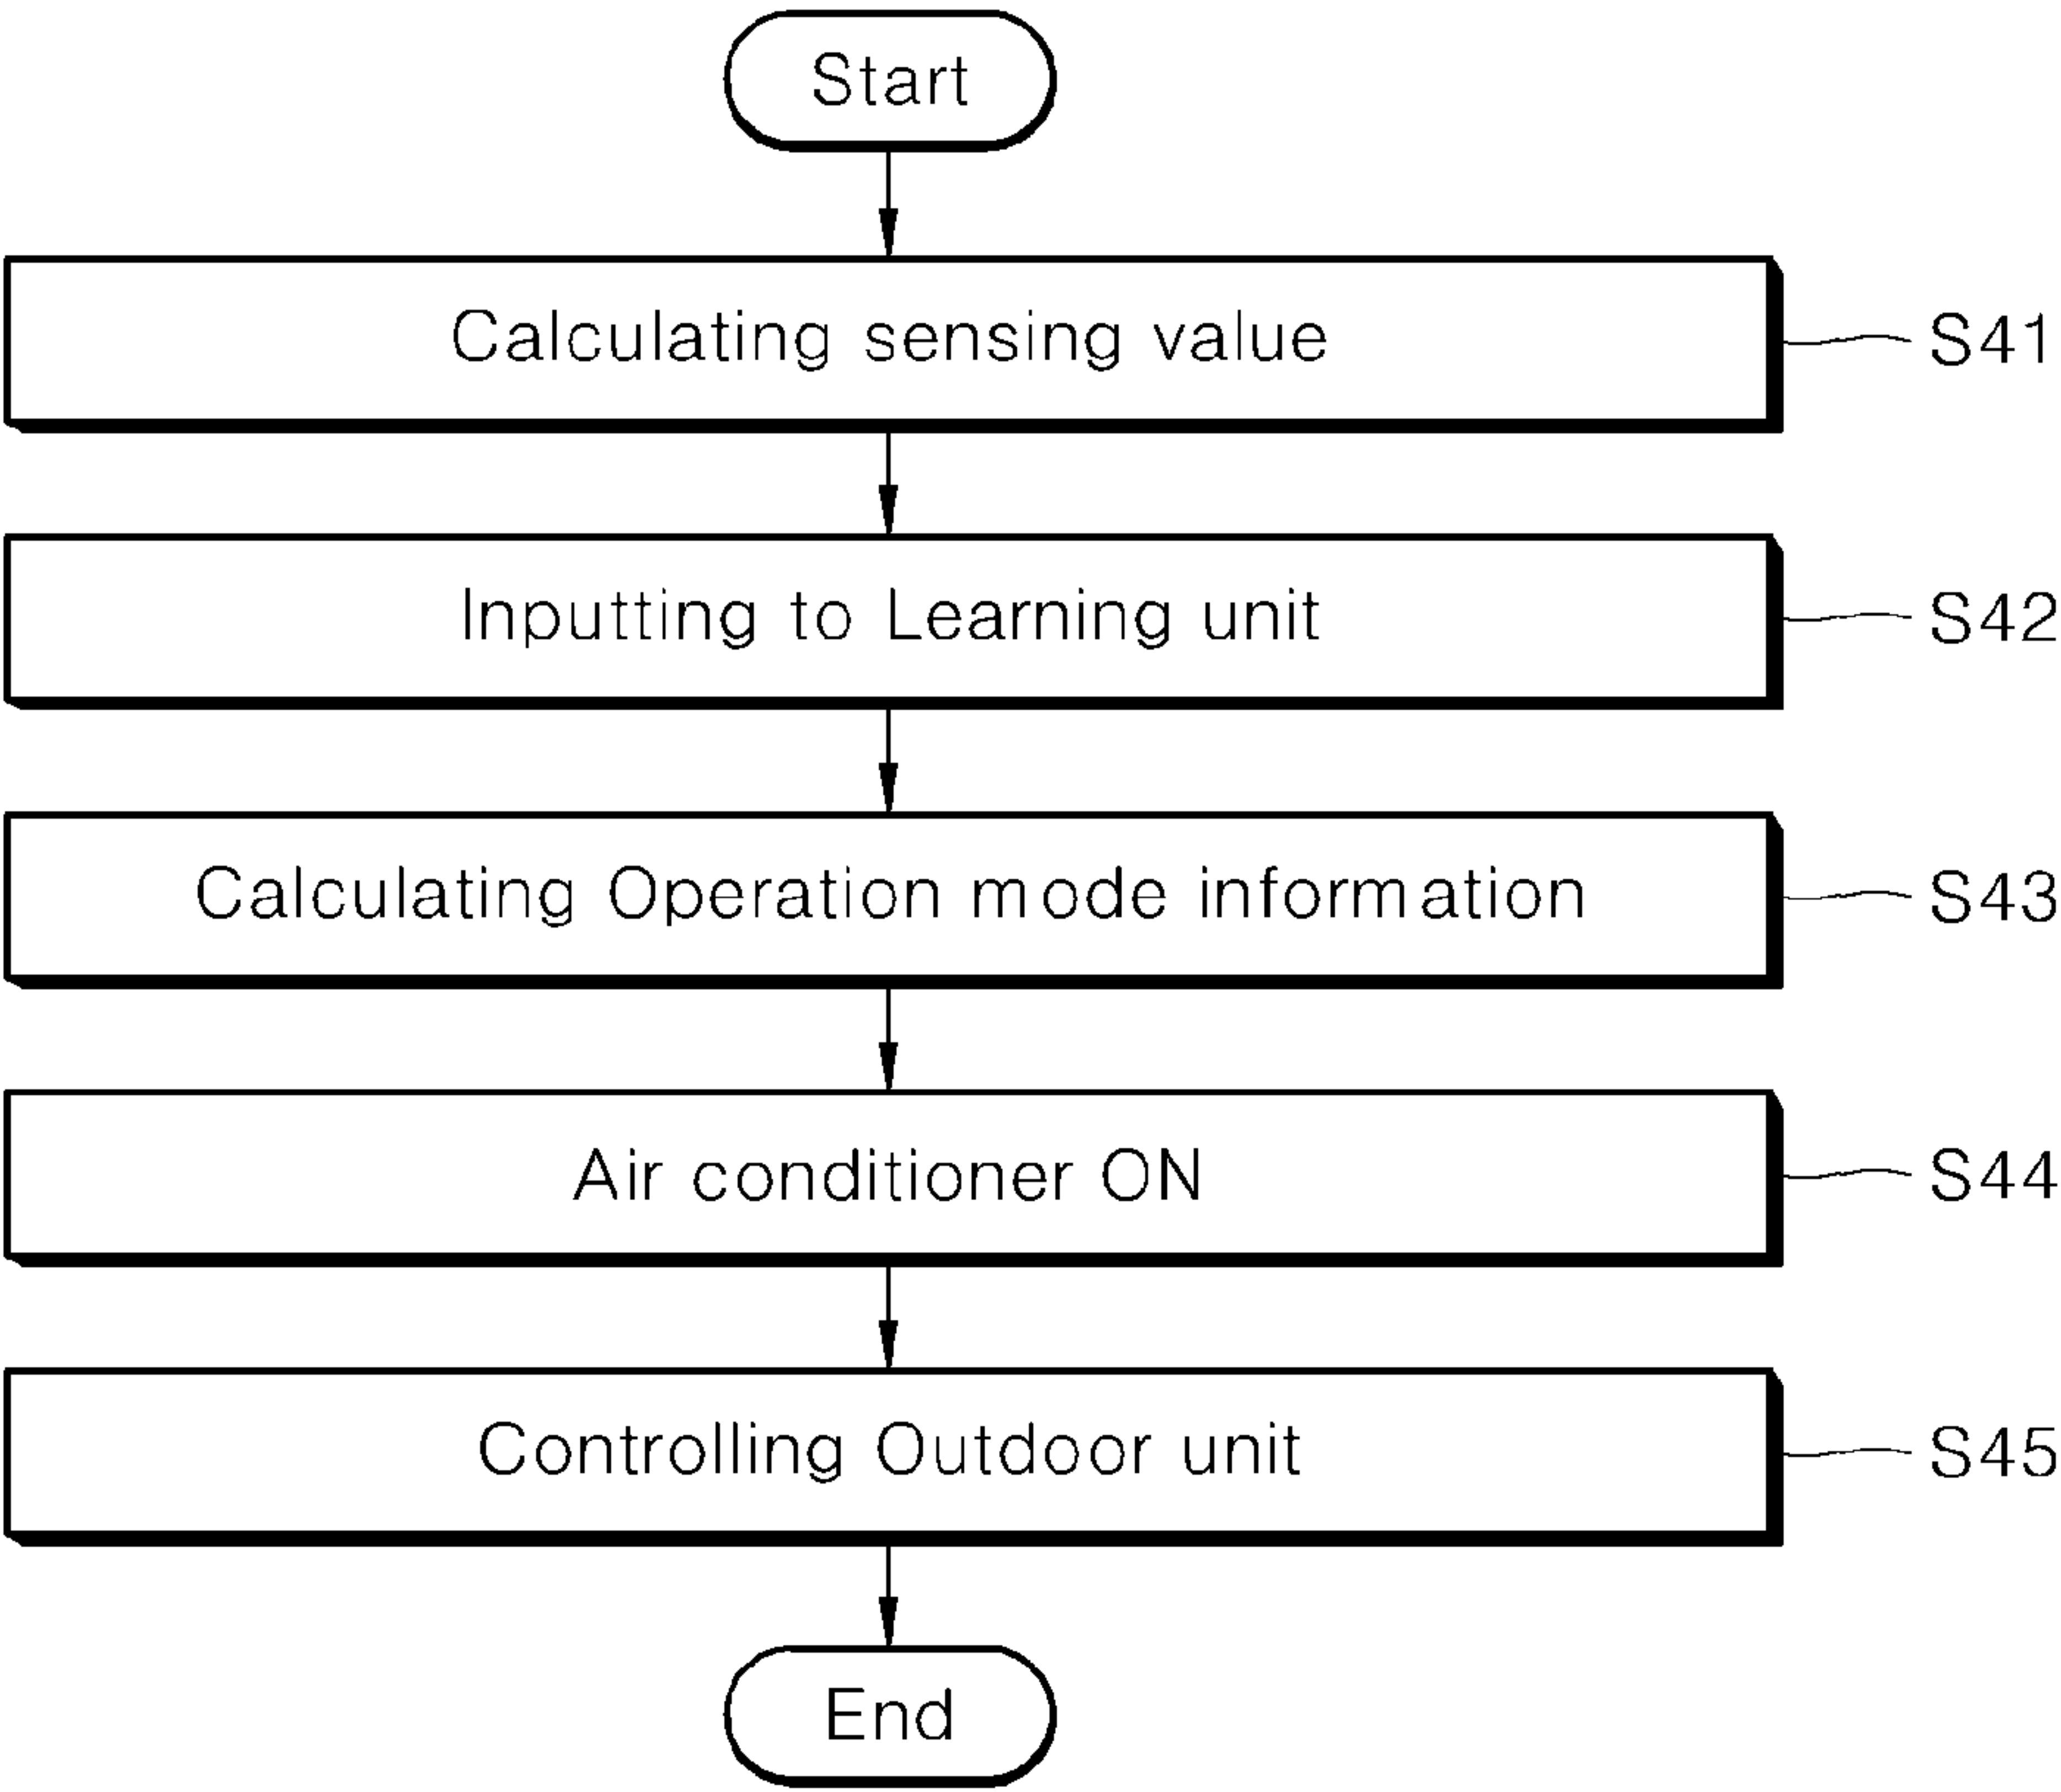 Start
Calculating sensing value
S41
Inputting to Learning unit
S42
Calculating Operation mode information
S43
Air conditioner ON
S44
Controlling Outdoor unit
S45
End